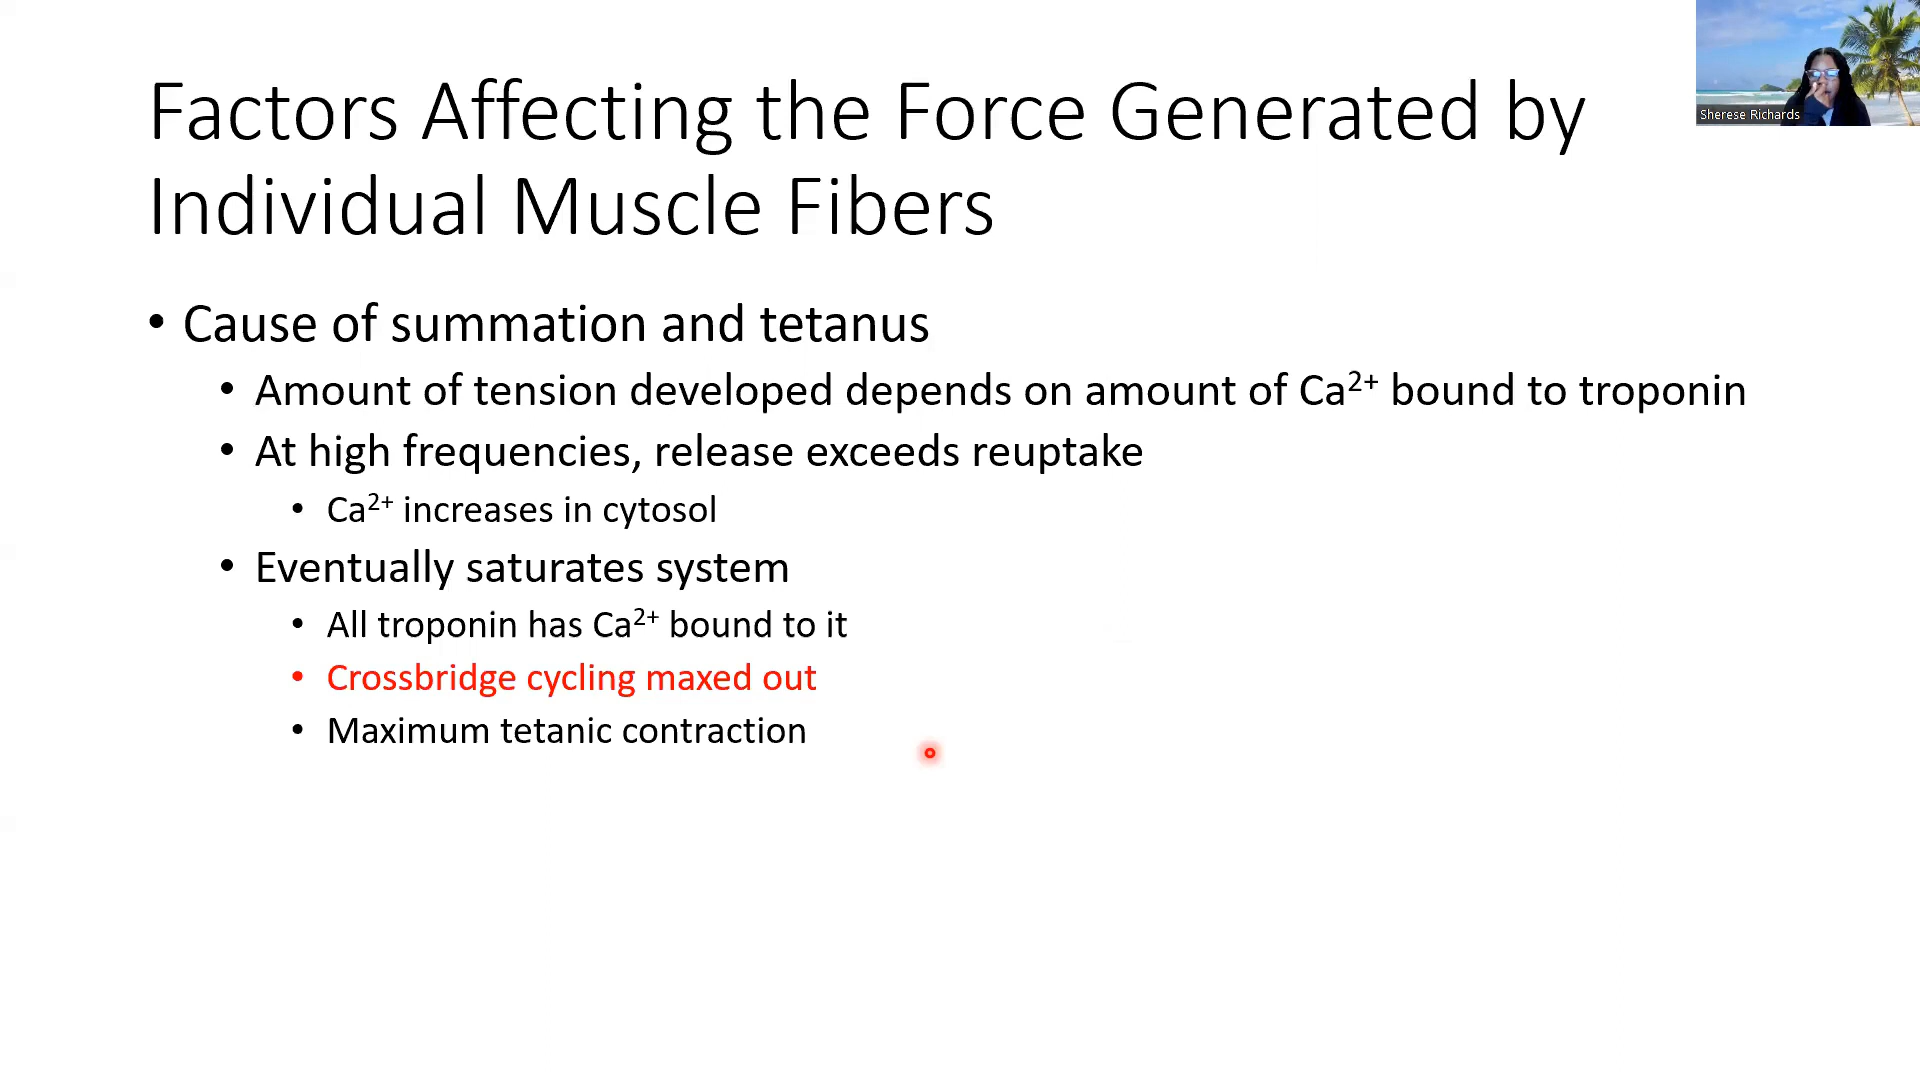 Factors Affecting the Force Generated by
Individual Muscle Fibers
Sherese Richards
• Cause of summation and tetanus
• Amount of tension developed depends on amount of Ca²⁺ bound to troponin
• At high frequencies, release exceeds reuptake
• Ca²⁺ increases in cytosol
• Eventually saturates system
• All troponin has Ca²⁺ bound to it
• Crossbridge cycling maxed out
• Maximum tetanic contraction